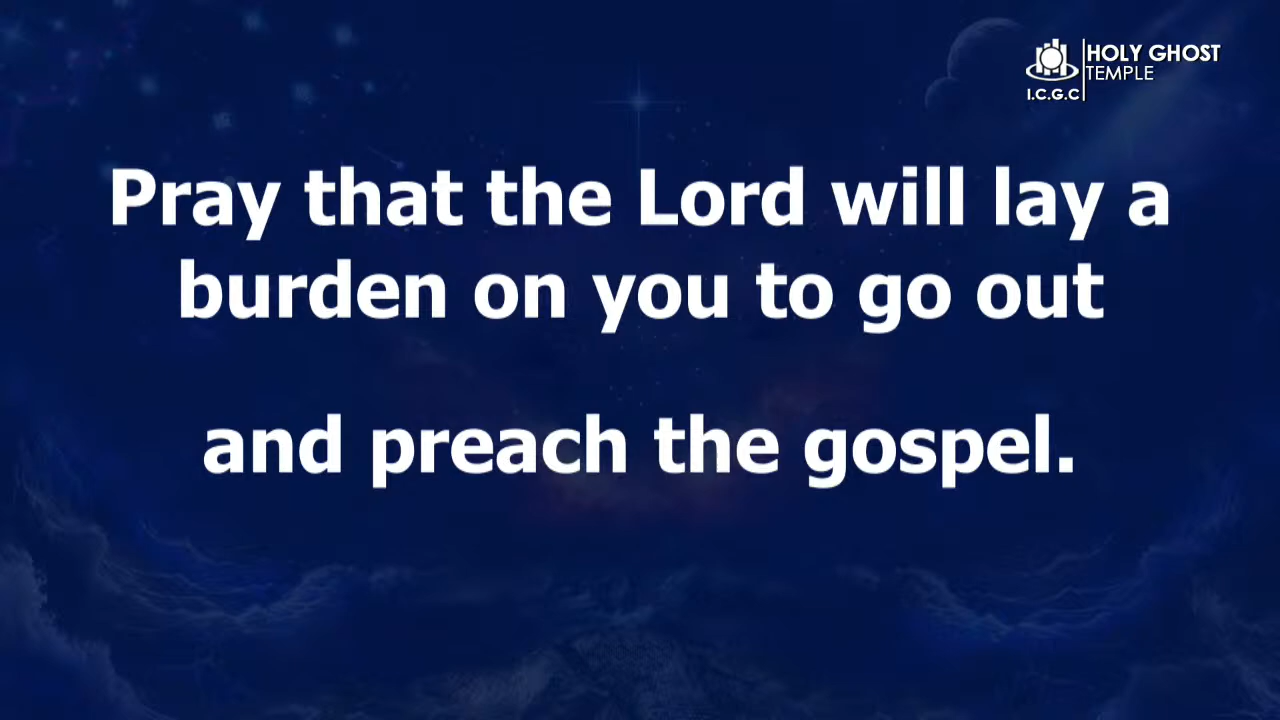 HOLY GHOST
TEMPLE
I.C.G.C
Pray that the Lord will lay a
burden on you to go out
and preach the gospel.